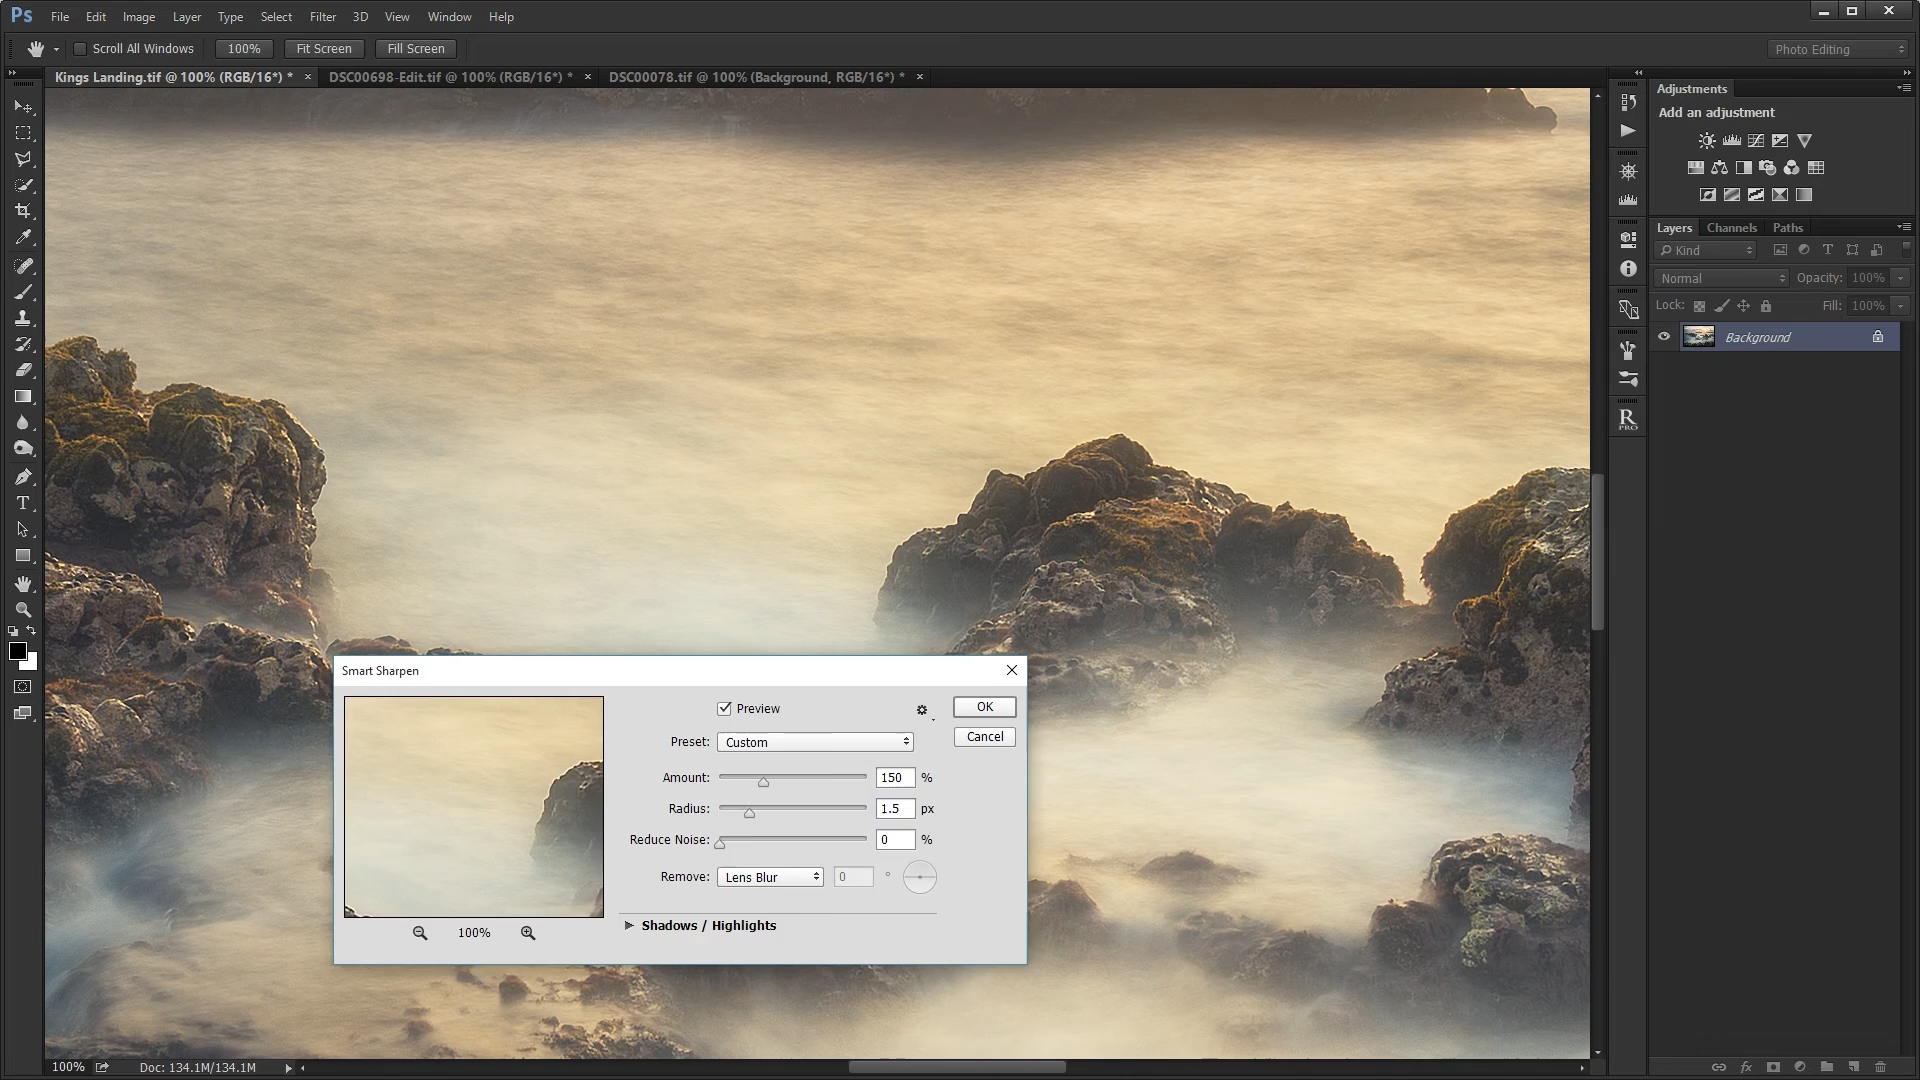 Ps File Edit Image Layer Type Select Filter 3D View Window Help
Scroll All Windows 100% Fit Screen Fill Screen Photo Editing
Kings Landing.tif @ 100% (RGB/16*) * × DSC00698-Edit.tif @ 100% (RGB/16*) * × DSC00078.tif @ 100% (Background, RGB/16*) * ×
Adjustments
Add an adjustment
Layers Channels Paths
Kind
Normal Opacity: 100%
Lock: Fill: 100%
Background
R
PRO
Smart Sharpen
Preview
OK
Preset: Custom
Cancel
Amount: 150 %
Radius: 1.5 px
Reduce Noise: 0 %
Remove: Lens Blur 0 °
Shadows / Highlights
100%
100% Doc: 134.1M/134.1M